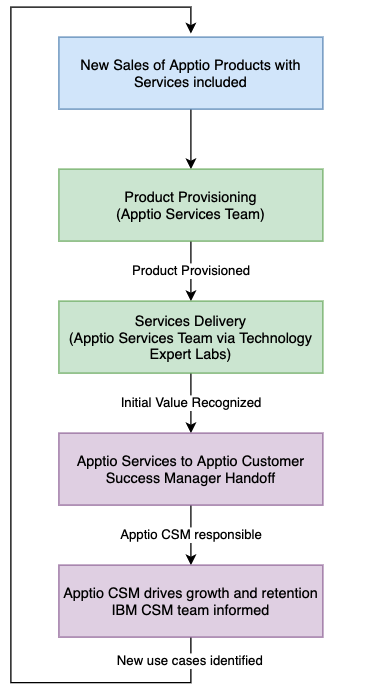 New Sales of Apptio Products with
Services included
Product Provisioning
(Apptio Services Team)
Product Provisioned
Services Delivery
(Apptio Services Team via Technology
Expert Labs)
Initial Value Recognized
Apptio Services to Apptio Customer
Success Manager Handoff
Apptio CSM responsible
Apptio CSM drives growth and retention
IBM CSM team informed
New use cases identified